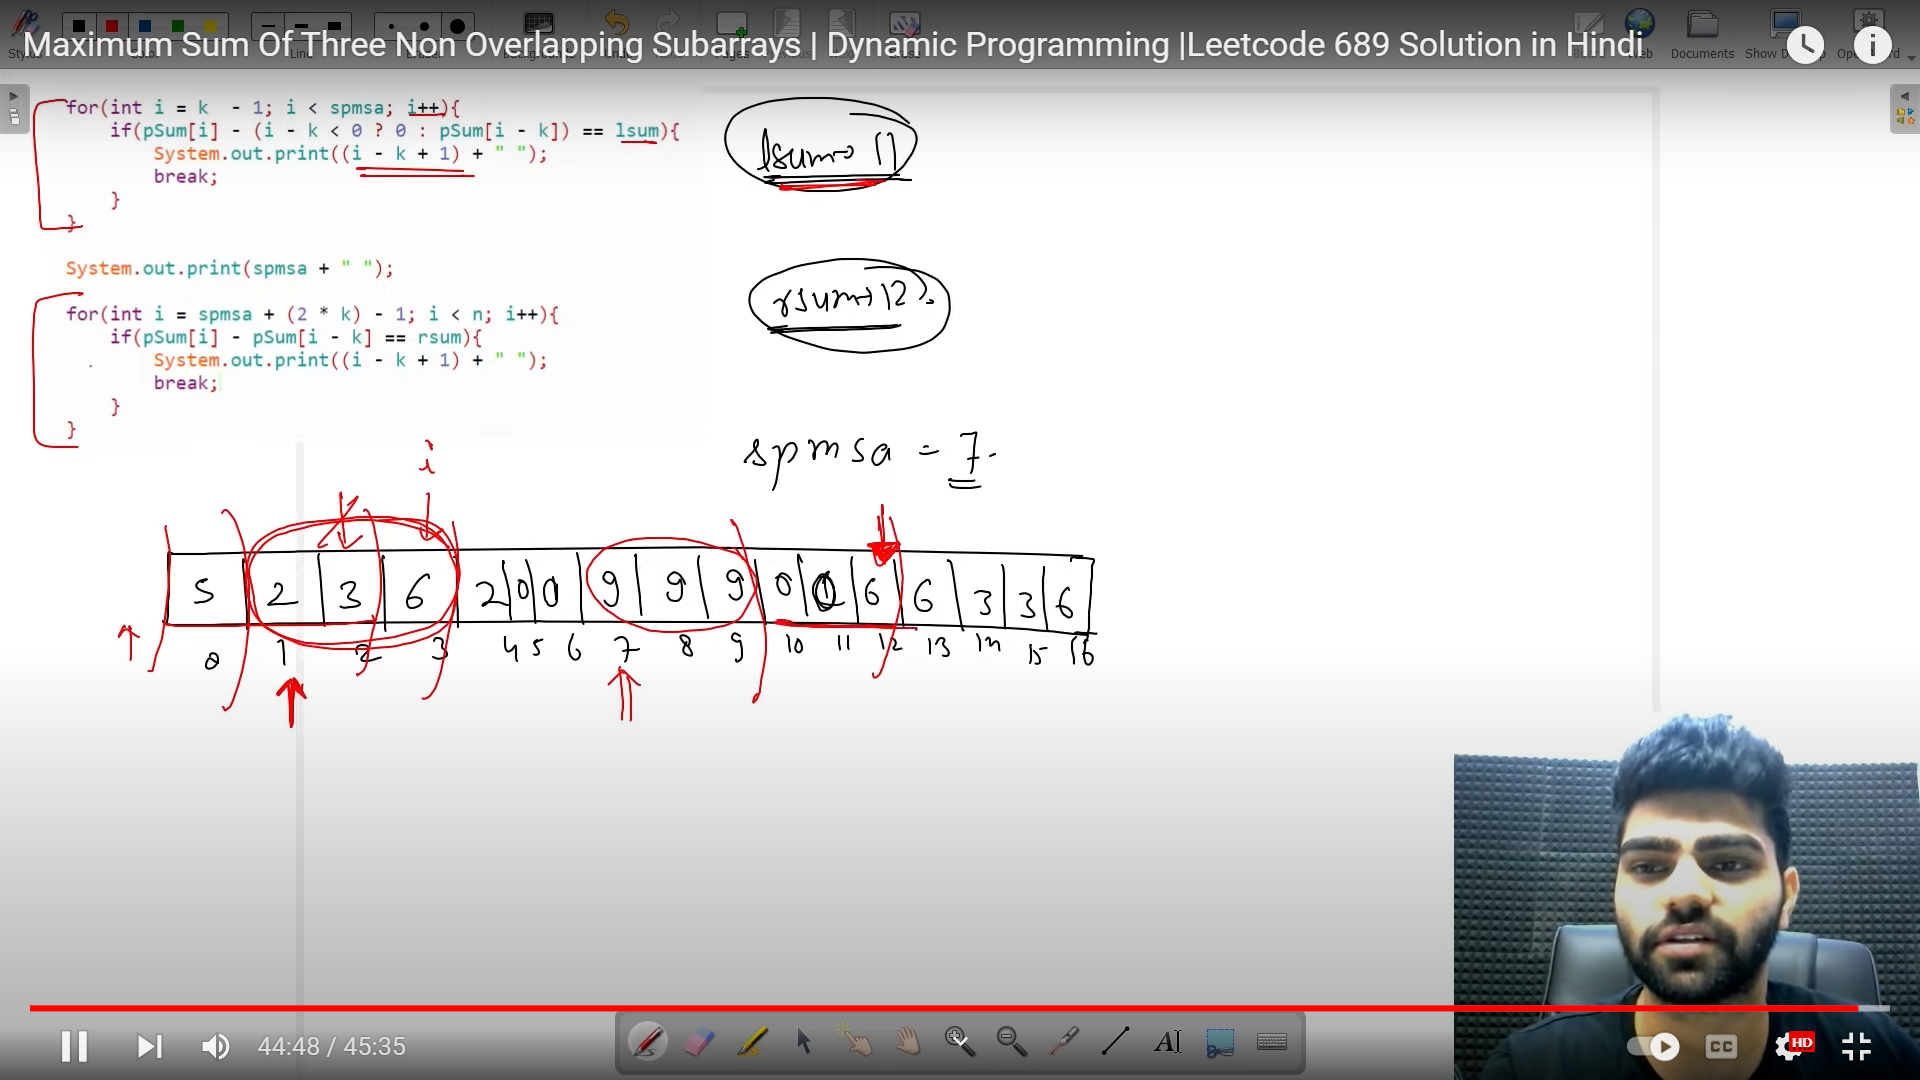 Maximum Sum Of Three Non Overlapping Subarrays | Dynamic Programming |Leetcode 689 Solution in Hindi
Documents
for(int i = k - 1; i < spmsa; i++){
if(pSum[i] - (i - k < 0 ? 0 : pSum[i - k]) == lsum){
System.out.print((i - k + 1) + " ");
break;
}
}
System.out.print(spmsa + " ");
for(int i = spmsa + (2 * k) - 1; i < n; i++){
if(pSum[i] - pSum[i - k] == rsum){
System.out.print((i - k + 1) + " ");
break;
}
}
lsum→ 11
rsum→12
spmsa = 7
i
5 2 3 6 2 0 0 9 9 9 0 6 6 3 3 6
0 1 2 3 4 5 6 7 8 9 10 11 12 13 14 15 16
44:48 / 45:35
CC
HD